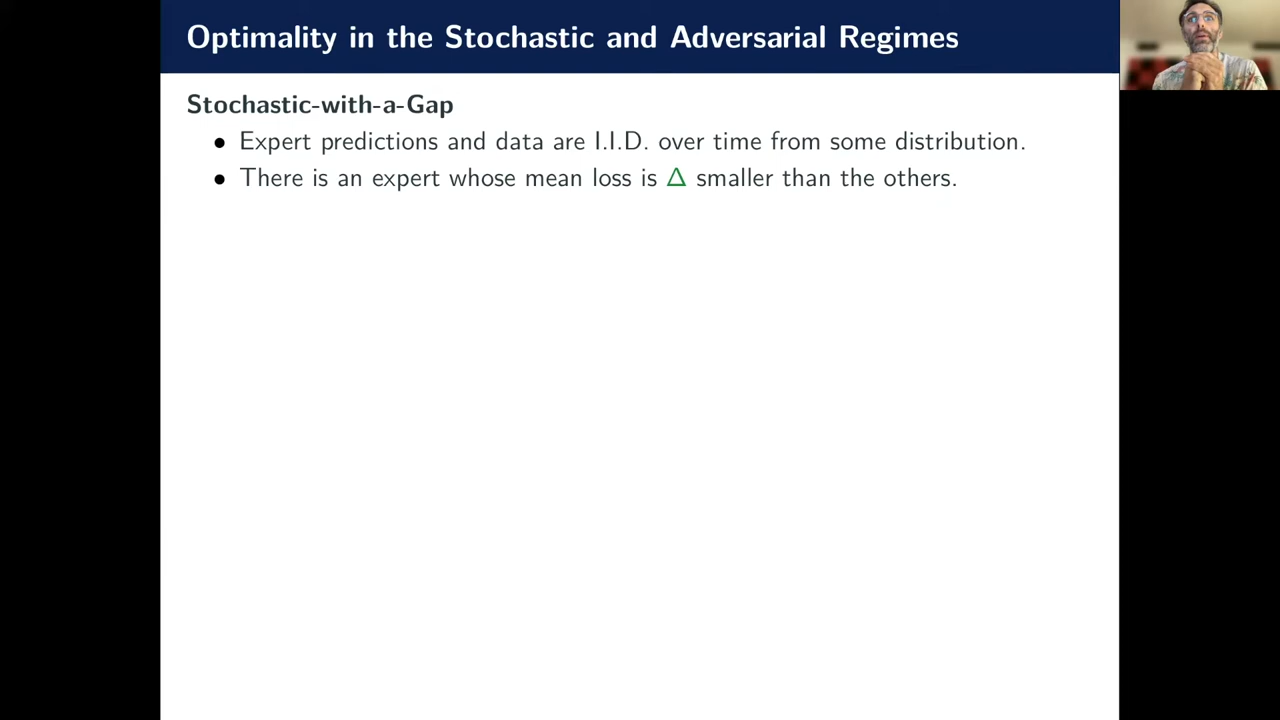 Optimality in the Stochastic and Adversarial Regimes
Stochastic-with-a-Gap
• Expert predictions and data are I.I.D. over time from some distribution.
• There is an expert whose mean loss is Δ smaller than the others.